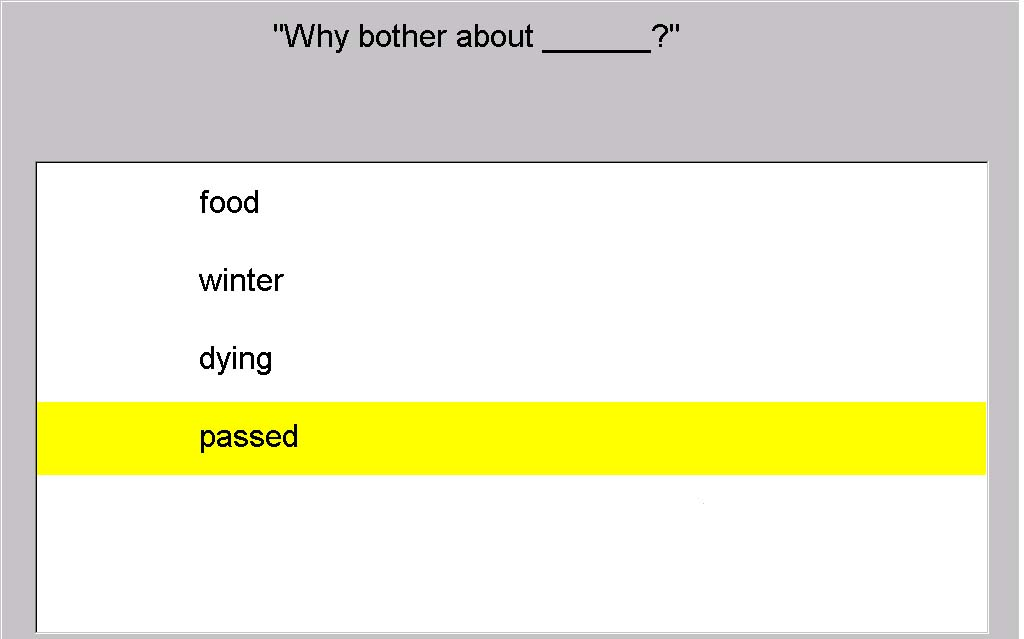 "Why bother about ______?"
food
winter
dying
passed